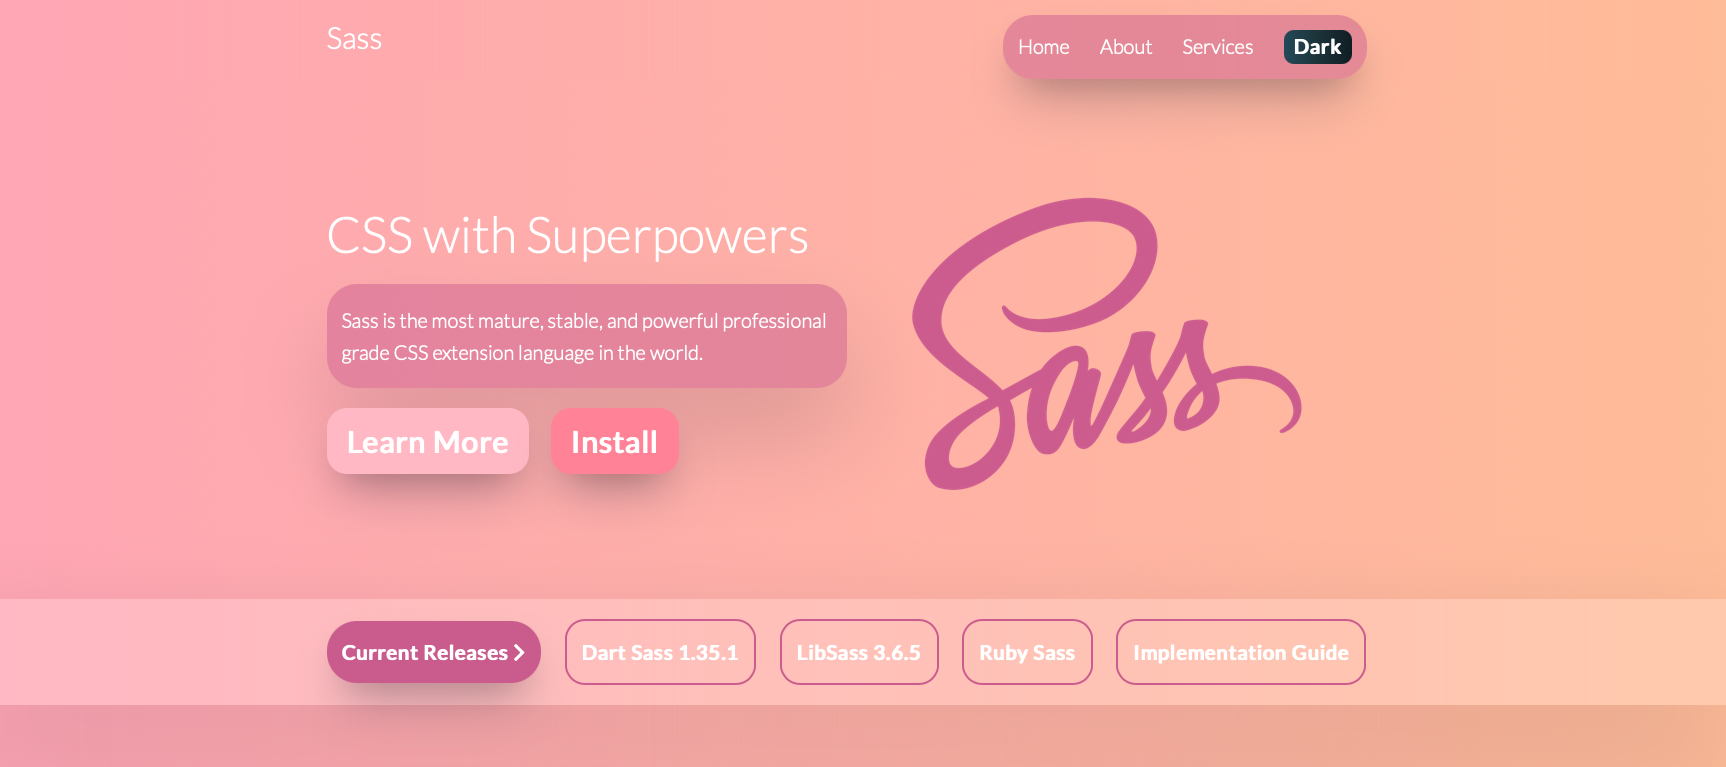 Sass
Home About Services Dark
CSS with Superpowers
Sass is the most mature, stable, and powerful professional
grade CSS extension language in the world.
Sass
Learn More Install
Current Releases Dart Sass 1.35.1 LibSass 3.6.5 Ruby Sass Implementation Guide